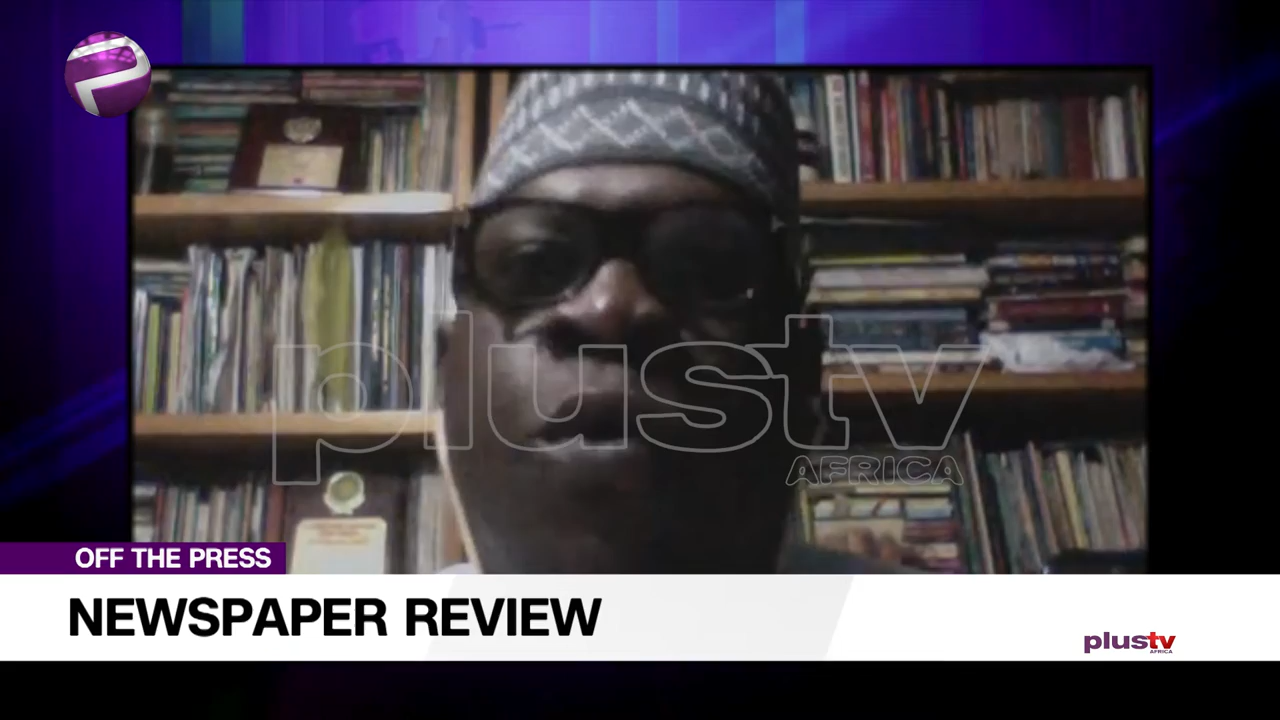 plustv
AFRICA
OFF THE PRESS
NEWSPAPER REVIEW
plustv
AFRICA